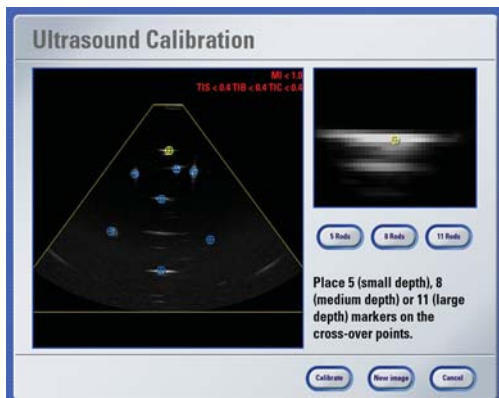 Ultrasound Calibration
MI < 1.0
TIS < 0.4 TIB < 0.4 TIC < 0.4
5 Rods
8 Rods
11 Rods
Place 5 (small depth), 8
(medium depth) or 11 (large
depth) markers on the
cross-over points.
Calibrate
New image
Cancel